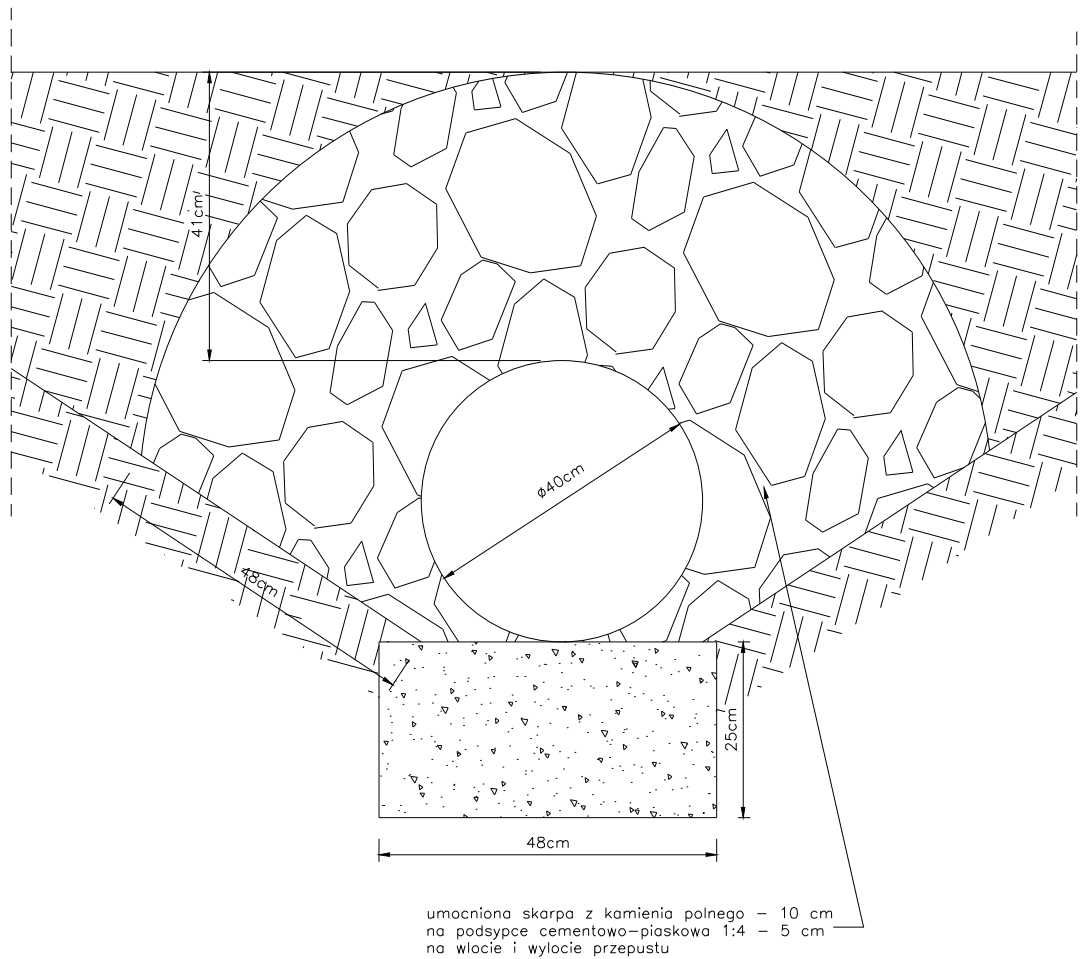 41cm
ø40cm
48cm
25cm
48cm
umocniona skarpa z kamienia polnego - 10 cm
na podsypce cementowo-piaskowa 1:4 - 5 cm
na wlocie i wylocie przepustu